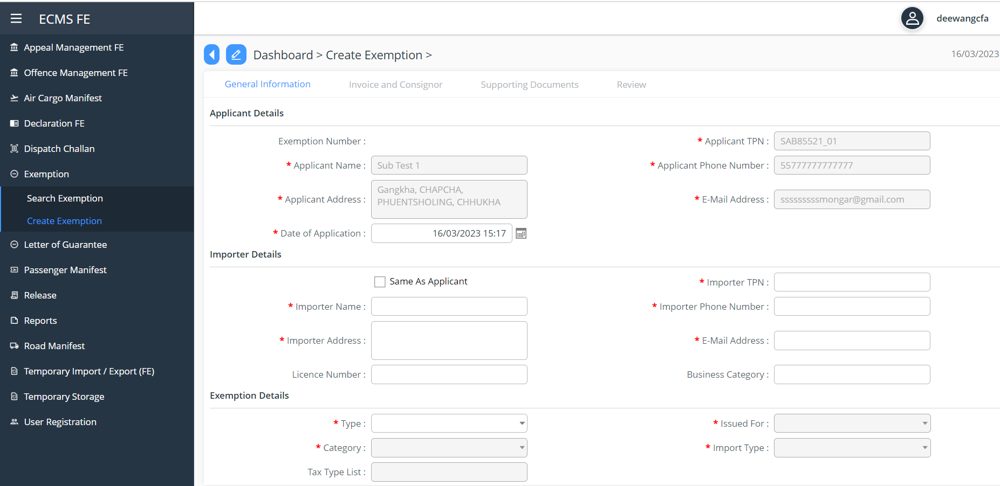 ECMS FE
deewangcfa
Appeal Management FE
Offence Management FE
Air Cargo Manifest
Declaration FE
Dispatch Challan
Exemption
Search Exemption
Create Exemption
Letter of Guarantee
Passenger Manifest
Release
Reports
Road Manifest
Temporary Import / Export (FE)
Temporary Storage
User Registration
Dashboard > Create Exemption >
16/03/2023
General Information Invoice and Consignor Supporting Documents Review
Applicant Details
Exemption Number :
* Applicant TPN : SAB85521_01
* Applicant Name : Sub Test 1
* Applicant Phone Number : 55777777777777
* Applicant Address : Gangkha, CHAPCHA,
PHUENTSHOLING, CHHUKHA
* E-Mail Address : sssssssssmongar@gmail.com
* Date of Application : 16/03/2023 15:17
Importer Details
Same As Applicant
* Importer TPN :
* Importer Name :
* Importer Phone Number :
* Importer Address :
* E-Mail Address :
Licence Number :
Business Category :
Exemption Details
* Type :
* Issued For :
* Category :
* Import Type :
Tax Type List :